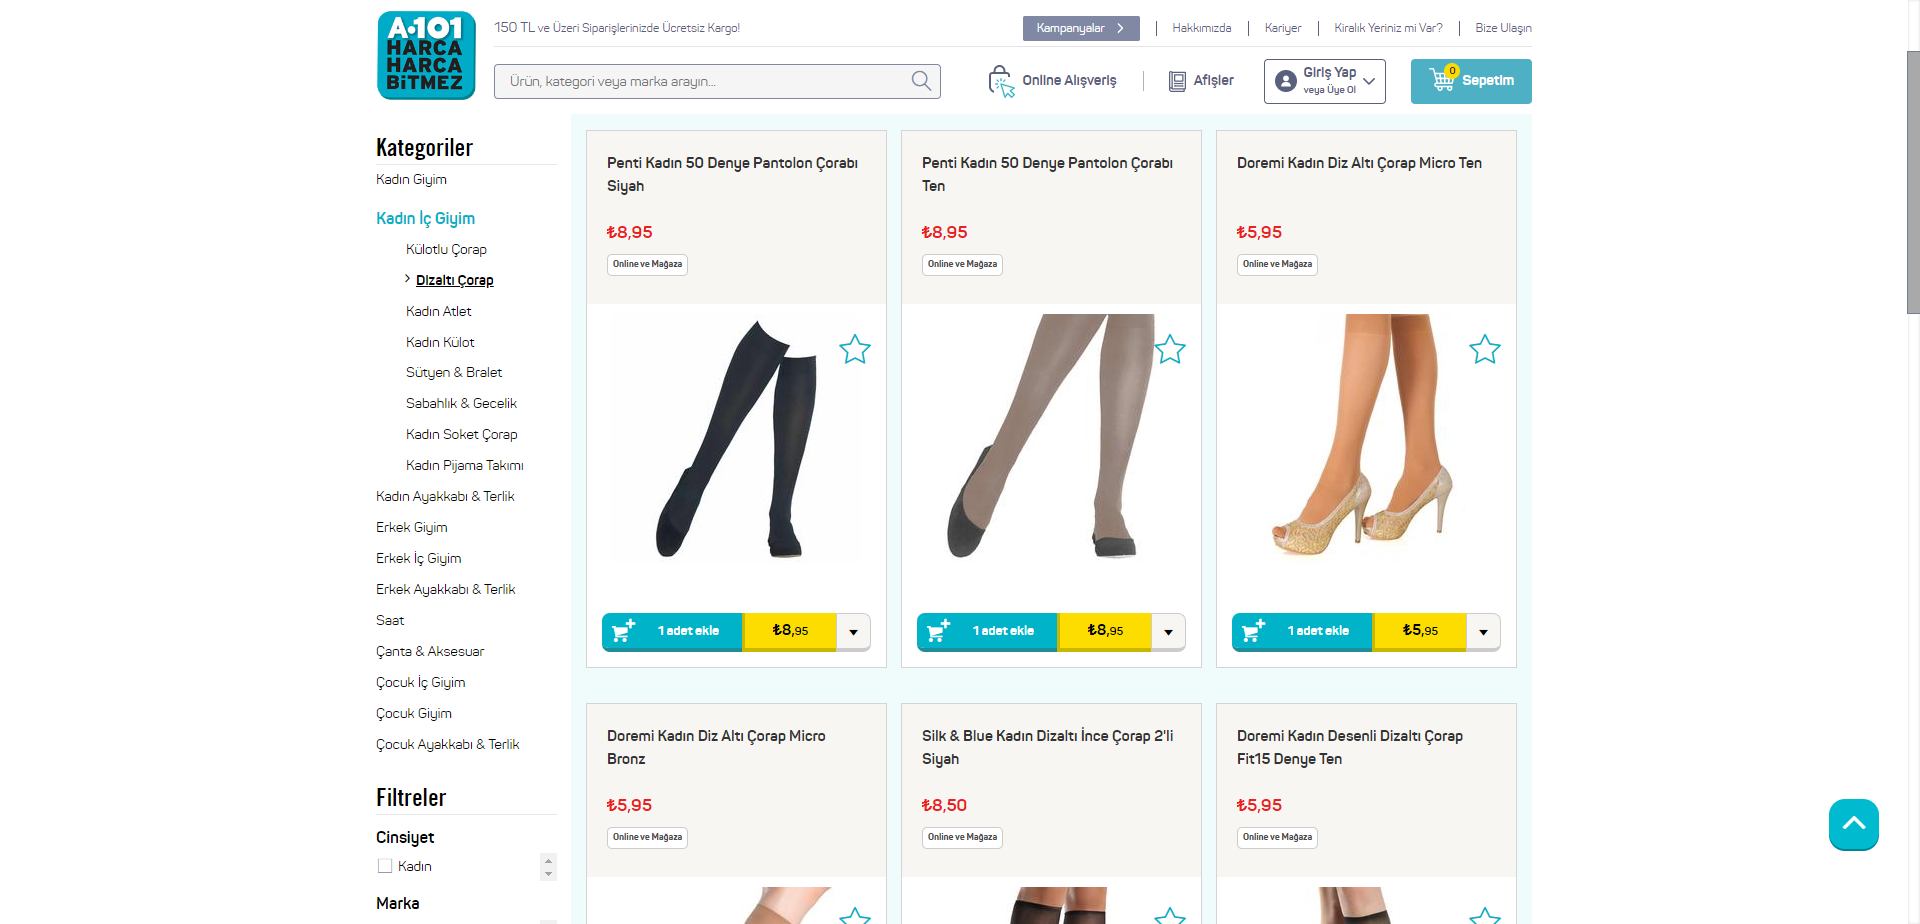 A·101
HARCA
HARCA
BİTMEZ
150 TL ve Üzeri Siparişlerinizde Ücretsiz Kargo!
Kampanyalar
Hakkımızda
Kariyer
Kiralık Yeriniz mi Var?
Bize Ulaşın
Ürün, kategori veya marka arayın...
Online Alışveriş
Afişler
Giriş Yap
veya Üye Ol
0
Sepetim
Kategoriler
Kadın Giyim
Kadın İç Giyim
Külotlu Çorap
Dizaltı Çorap
Kadın Atlet
Kadın Külot
Sütyen & Bralet
Sabahlık & Gecelik
Kadın Soket Çorap
Kadın Pijama Takımı
Kadın Ayakkabı & Terlik
Erkek Giyim
Erkek İç Giyim
Erkek Ayakkabı & Terlik
Saat
Çanta & Aksesuar
Çocuk İç Giyim
Çocuk Giyim
Çocuk Ayakkabı & Terlik
Filtreler
Cinsiyet
Kadın
Marka
Penti Kadın 50 Denye Pantolon Çorabı
Siyah
₺8,95
Online ve Mağaza
1 adet ekle
₺8,95
Penti Kadın 50 Denye Pantolon Çorabı
Ten
₺8,95
Online ve Mağaza
1 adet ekle
₺8,95
Doremi Kadın Diz Altı Çorap Micro Ten
₺5,95
Online ve Mağaza
1 adet ekle
₺5,95
Doremi Kadın Diz Altı Çorap Micro
Bronz
₺5,95
Online ve Mağaza
Silk & Blue Kadın Dizaltı İnce Çorap 2'li
Siyah
₺8,50
Online ve Mağaza
Doremi Kadın Desenli Dizaltı Çorap
Fit15 Denye Ten
₺5,95
Online ve Mağaza